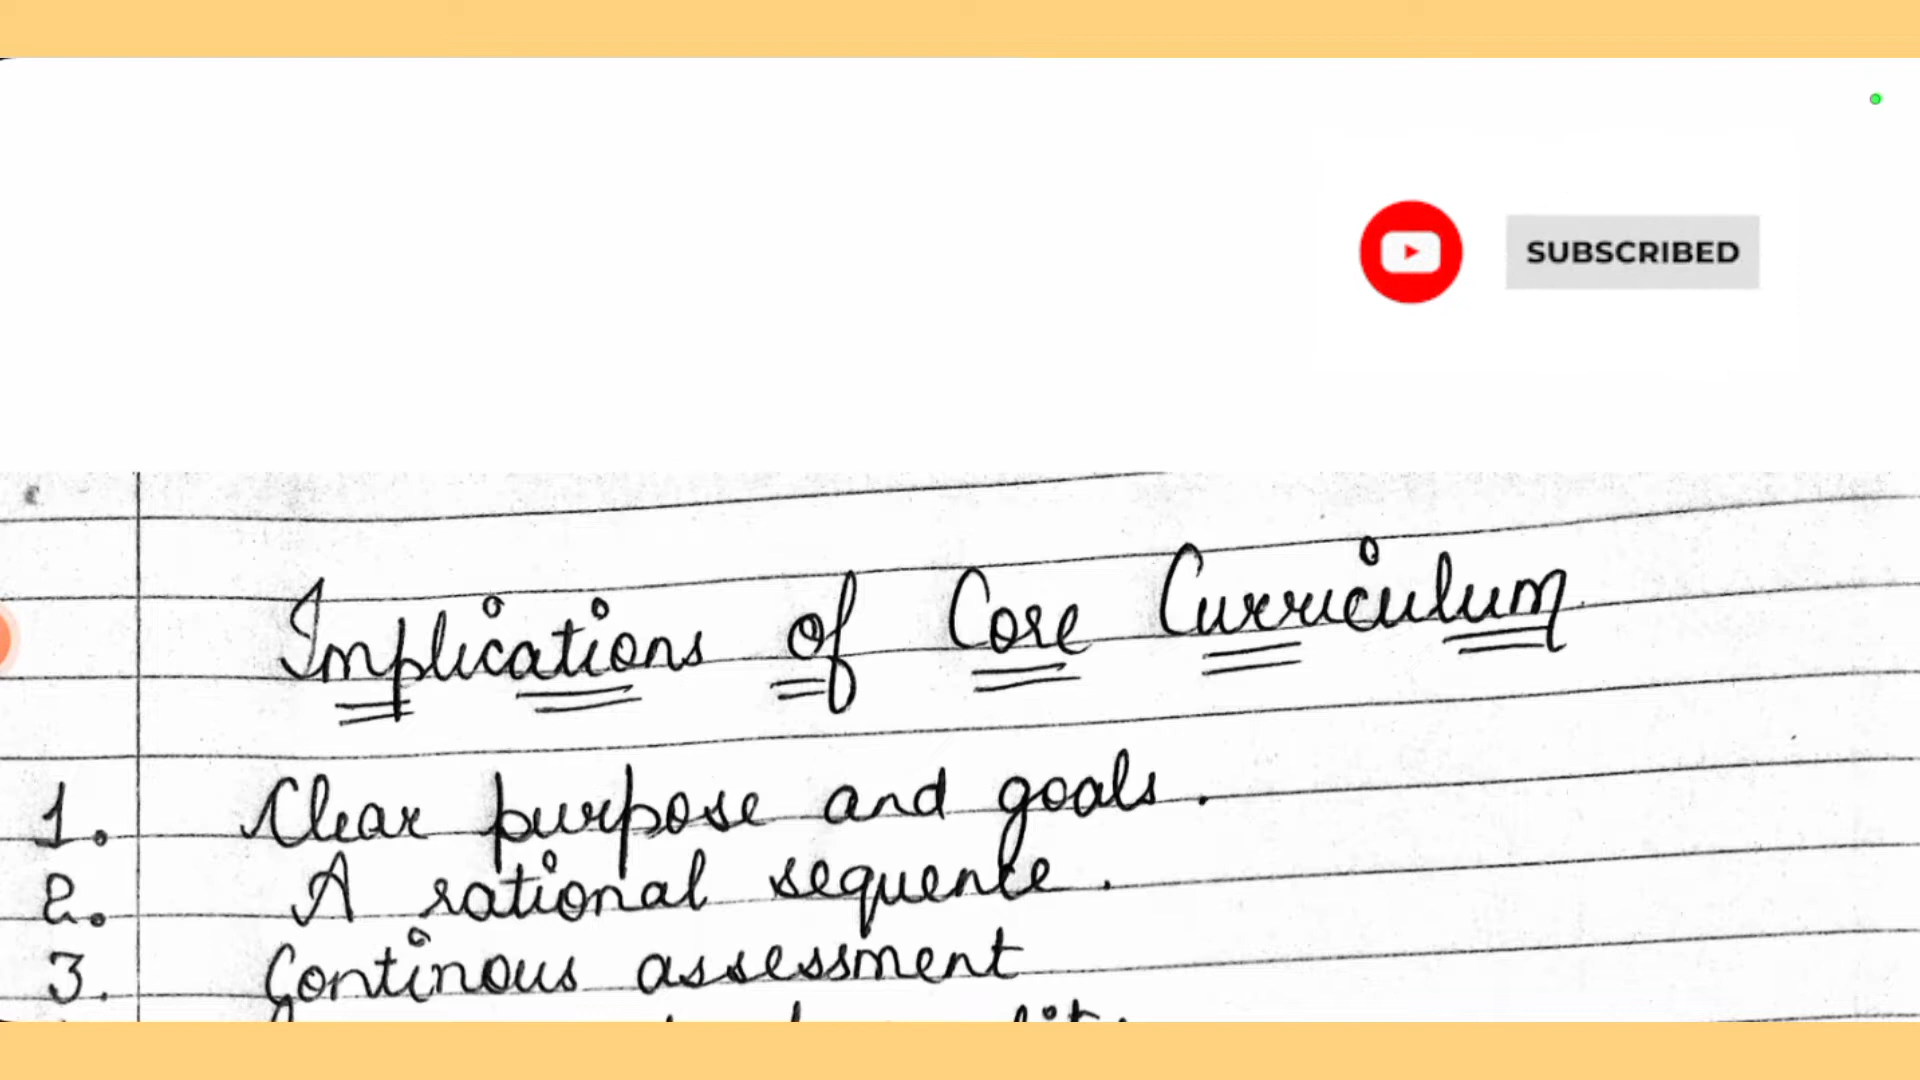 SUBSCRIBED
Implications of Core Curriculum
1. Clear purpose and goals.
2. A rational sequence.
3. Continous assessment